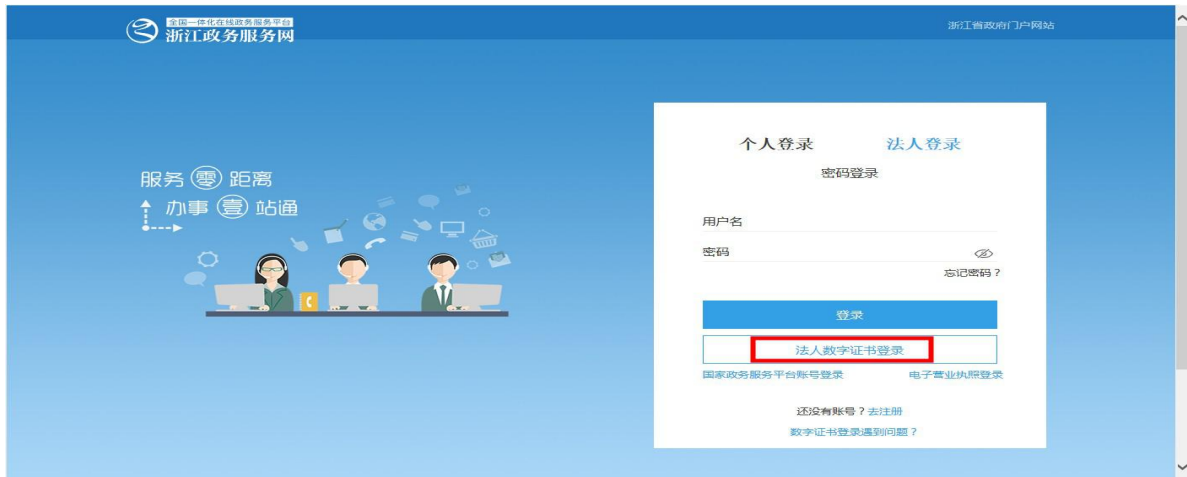 全国一体化在线政务服务平台
浙江政务服务网
浙江省政府门户网站
服务零距离
办事壹站通
个人登录 法人登录
密码登录
用户名
密码
忘记密码？
登录
法人数字证书登录
国家政务服务平台账号登录 电子营业执照登录
还没有账号？去注册
数字证书登录遇到问题？